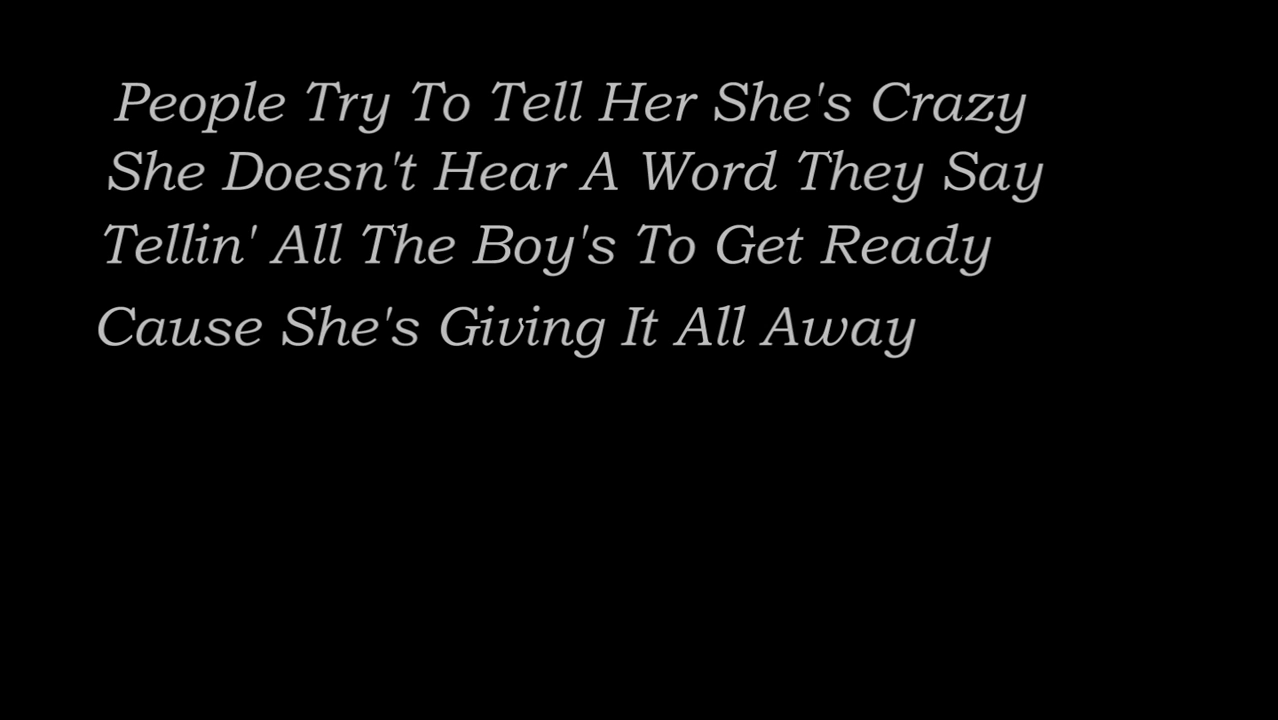 People Try To Tell Her She's Crazy
She Doesn't Hear A Word They Say
Tellin' All The Boy's To Get Ready
Cause She's Giving It All Away